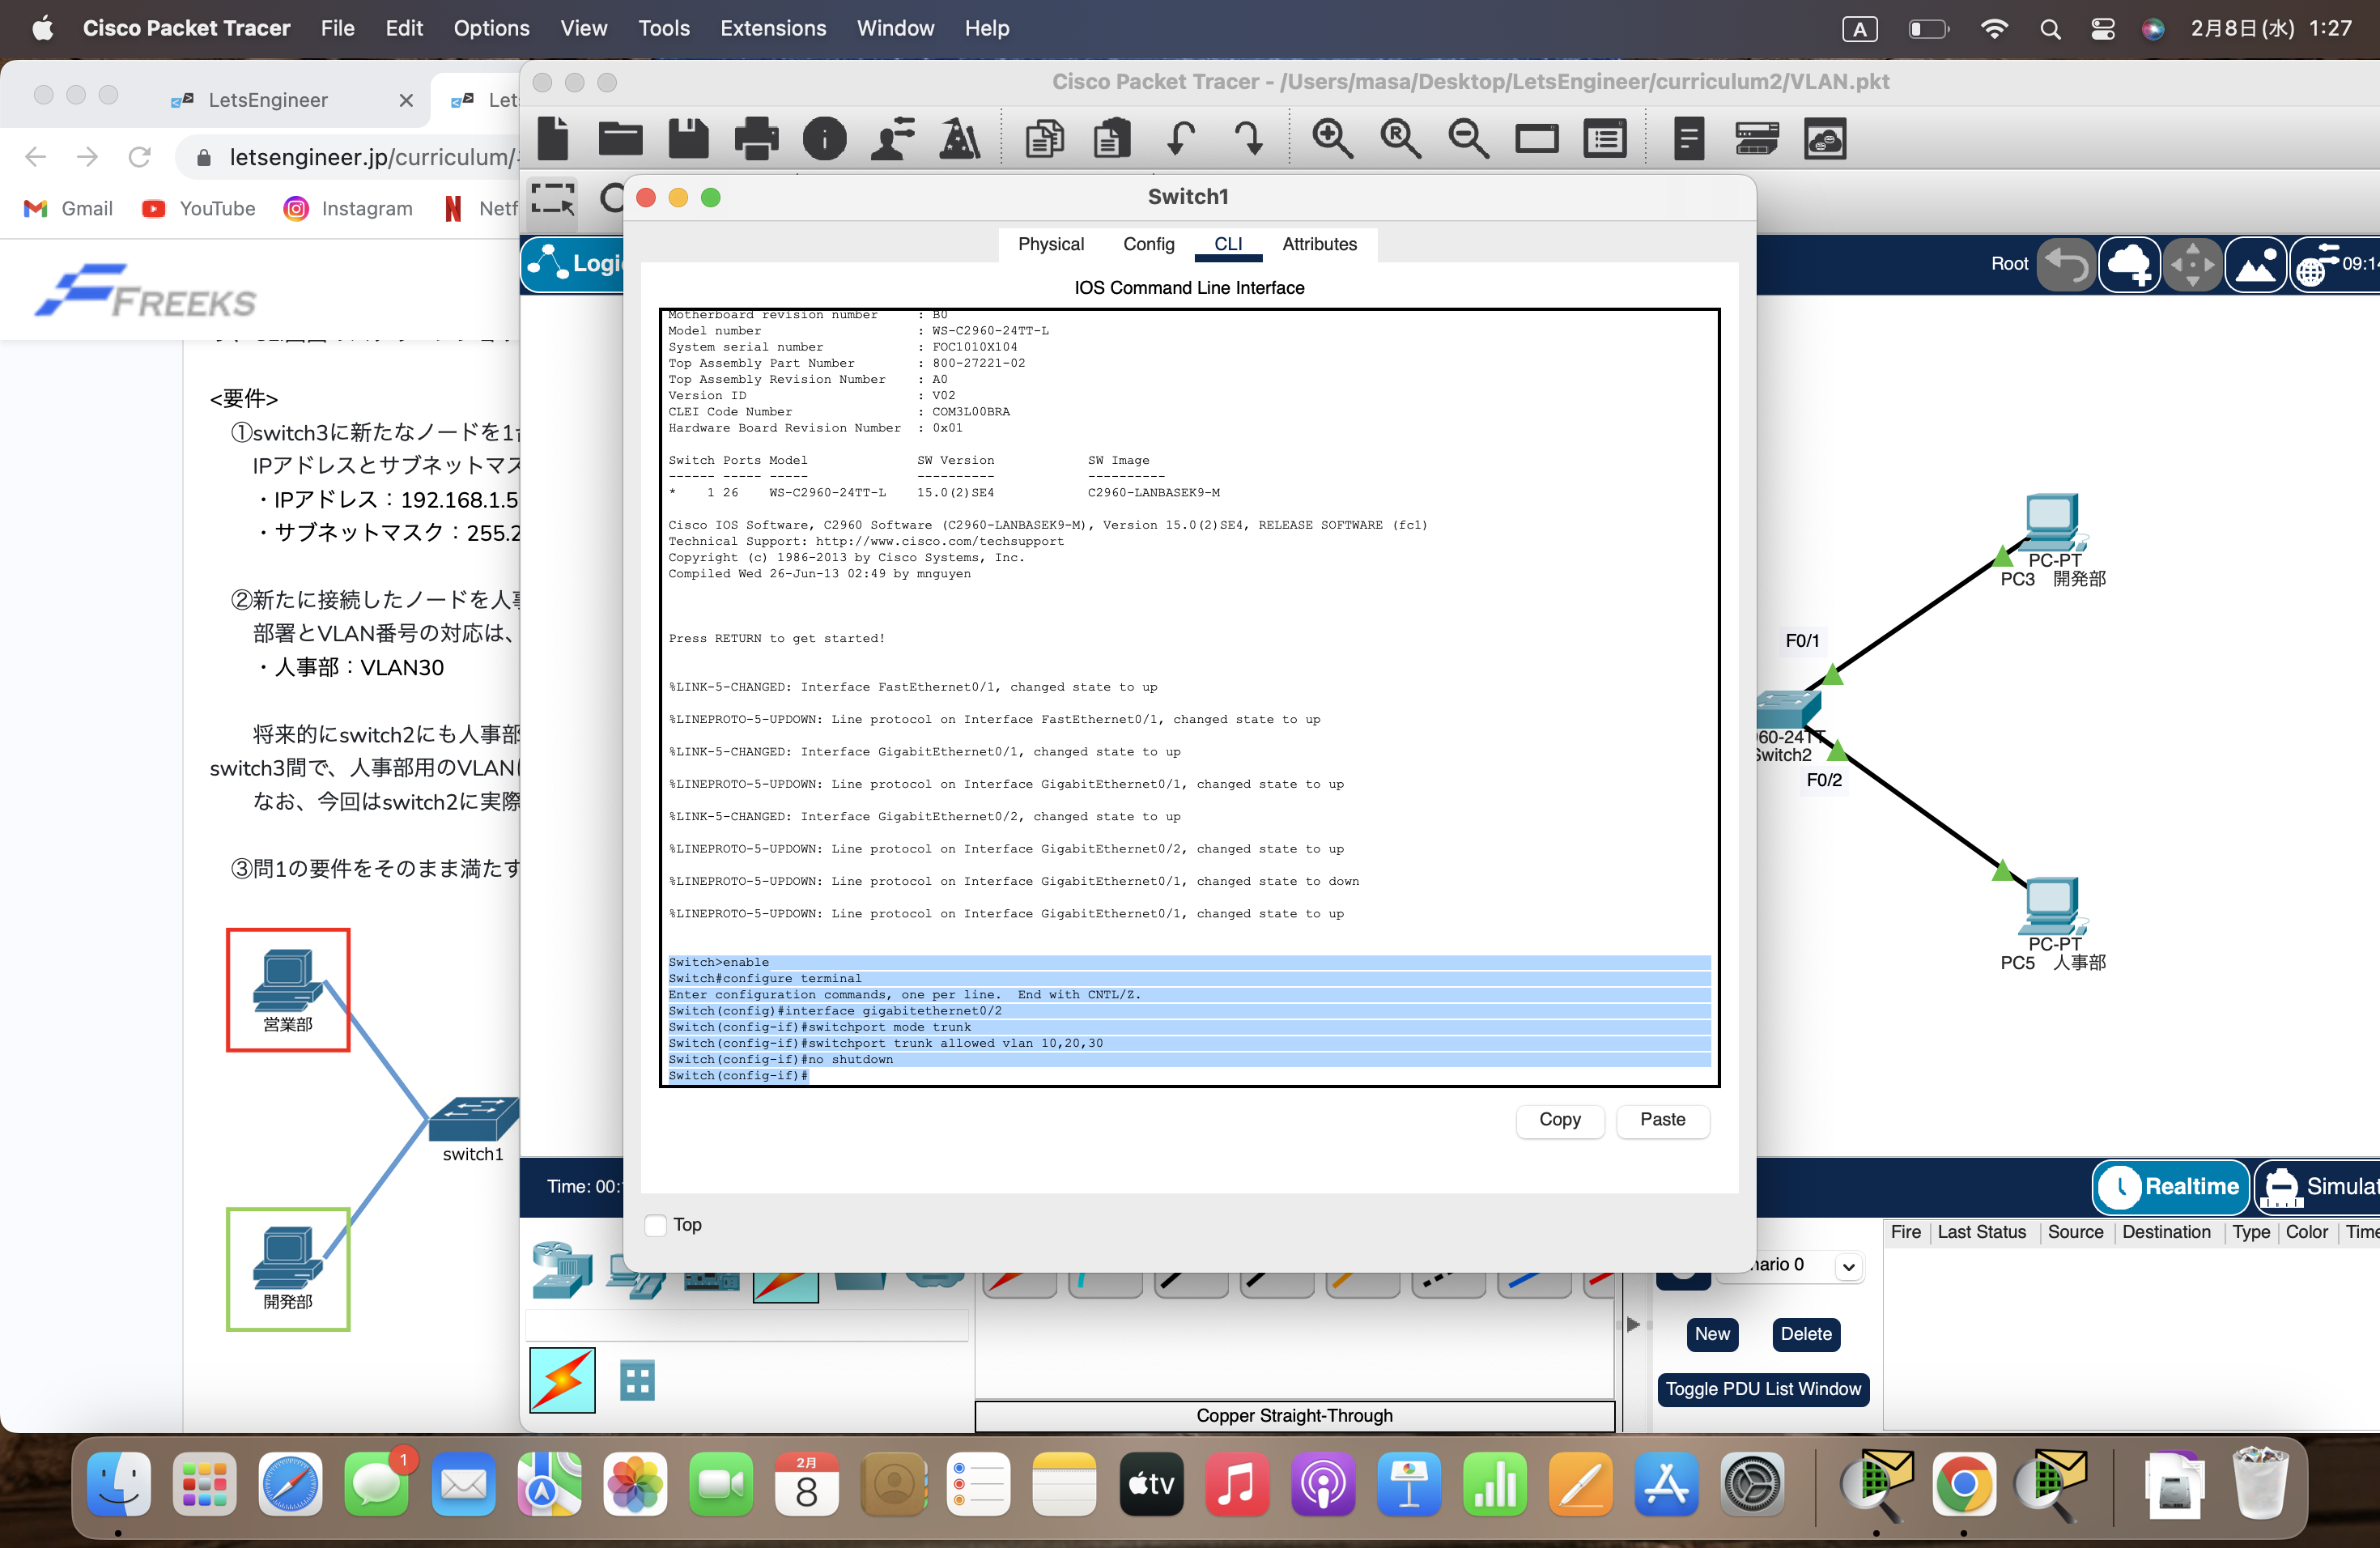 Cisco Packet Tracer File Edit Options View Tools Extensions Window Help A 2月8日(水) 1:27
LetsEngineer
Cisco Packet Tracer - /Users/masa/Desktop/LetsEngineer/curriculum2/VLAN.pkt
letsengineer.jp/curriculum/
Gmail YouTube Instagram
FREEKS
<要件>
①switch3に新たなノードを1
IPアドレスとサブネットマス
・IPアドレス：192.168.1.5
・サブネットマスク：255.2
②新たに接続したノードを人事
部署とVLAN番号の対応は、
・人事部：VLAN30
将来的にswitch2にも人事部
switch3間で、人事部用のVLAN
なお、今回はswitch2に実際
③問1の要件をそのまま満たす
営業部
switch1
開発部
Switch1
Physical Config CLI Attributes
IOS Command Line Interface
Motherboard revision number : B0
Model number : WS-C2960-24TT-L
System serial number : FOC1010X104
Top Assembly Part Number : 800-27221-02
Top Assembly Revision Number : A0
Version ID : V02
CLEI Code Number : COM3L00BRA
Hardware Board Revision Number : 0x01
Switch Ports Model SW Version SW Image
------ ----- ----- ---------- ----------
* 1 26 WS-C2960-24TT-L 15.0(2)SE4 C2960-LANBASEK9-M
Cisco IOS Software, C2960 Software (C2960-LANBASEK9-M), Version 15.0(2)SE4, RELEASE SOFTWARE (fc1)
Technical Support: http://www.cisco.com/techsupport
Copyright (c) 1986-2013 by Cisco Systems, Inc.
Compiled Wed 26-Jun-13 02:49 by mnguyen
Press RETURN to get started!
%LINK-5-CHANGED: Interface FastEthernet0/1, changed state to up
%LINEPROTO-5-UPDOWN: Line protocol on Interface FastEthernet0/1, changed state to up
%LINK-5-CHANGED: Interface GigabitEthernet0/1, changed state to up
%LINEPROTO-5-UPDOWN: Line protocol on Interface GigabitEthernet0/1, changed state to up
%LINK-5-CHANGED: Interface GigabitEthernet0/2, changed state to up
%LINEPROTO-5-UPDOWN: Line protocol on Interface GigabitEthernet0/2, changed state to up
%LINEPROTO-5-UPDOWN: Line protocol on Interface GigabitEthernet0/1, changed state to down
%LINEPROTO-5-UPDOWN: Line protocol on Interface GigabitEthernet0/1, changed state to up
Switch>enable
Switch#configure terminal
Enter configuration commands, one per line. End with CNTL/Z.
Switch(config)#interface gigabitethernet0/2
Switch(config-if)#switchport mode trunk
Switch(config-if)#switchport trunk allowed vlan 10,20,30
Switch(config-if)#no shutdown
Switch(config-if)#
Copy Paste
Top
Root 09:14
PC-PT
PC3 開発部
F0/1
960-24TT
Switch2
F0/2
PC-PT
PC5 人事部
Time: 00:
Realtime Simulat
Fire Last Status Source Destination Type Color Time
nario 0
New Delete
Toggle PDU List Window
Copper Straight-Through
1
2月
8
tv